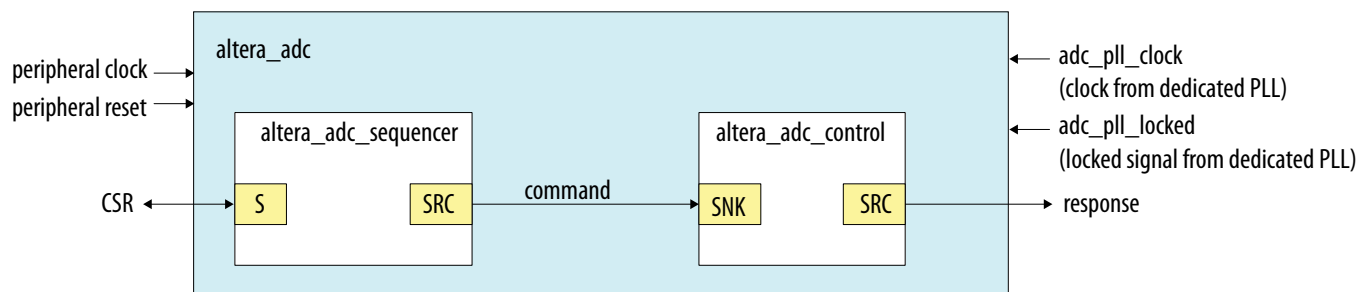 altera_adc
peripheral clock
peripheral reset
adc_pll_clock
(clock from dedicated PLL)
adc_pll_locked
(locked signal from dedicated PLL)
altera_adc_sequencer
altera_adc_control
CSR
S
SRC
command
SNK
SRC
response